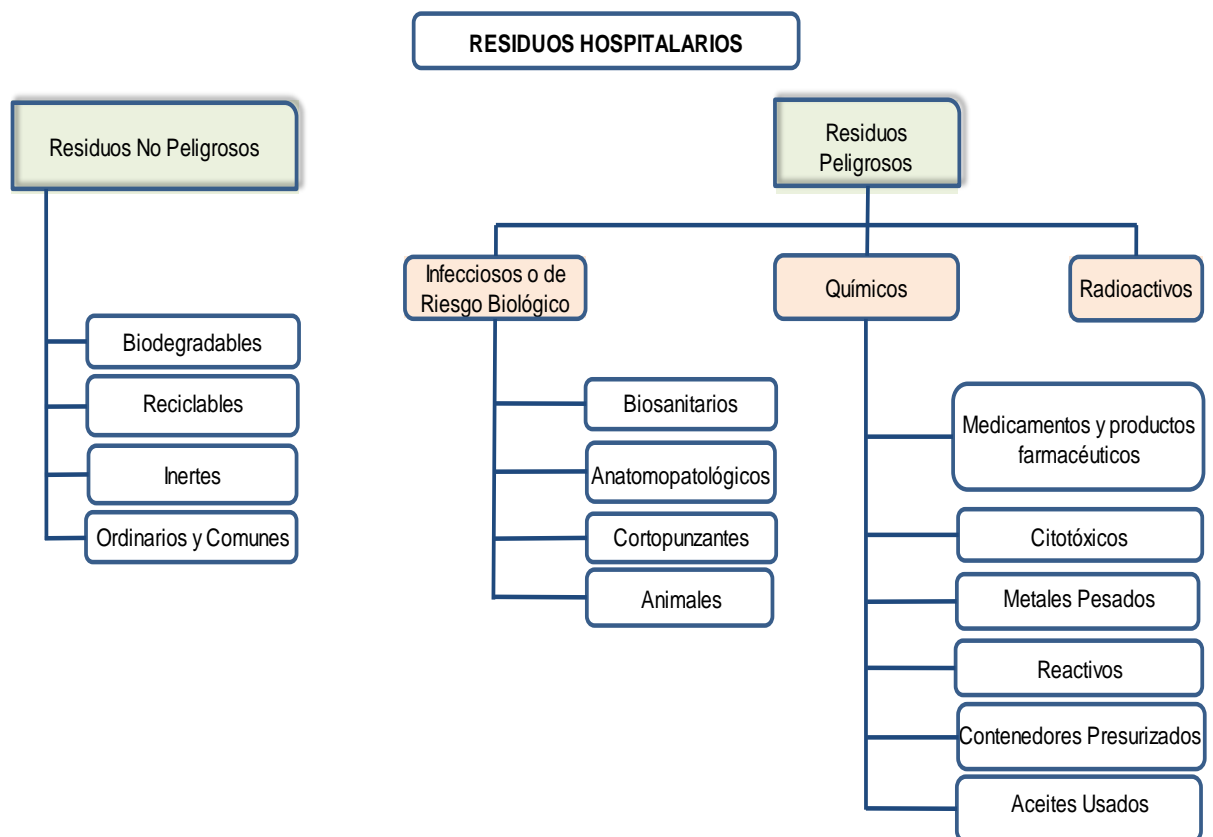 RESIDUOS HOSPITALARIOS
Residuos No Peligrosos
Biodegradables
Reciclables
Inertes
Ordinarios y Comunes
Residuos
Peligrosos
Infecciosos o de
Riesgo Biológico
Biosanitarios
Anatomopatológicos
Cortopunzantes
Animales
Químicos
Medicamentos y productos
farmacéuticos
Citotóxicos
Metales Pesados
Reactivos
Contenedores Presurizados
Aceites Usados
Radioactivos